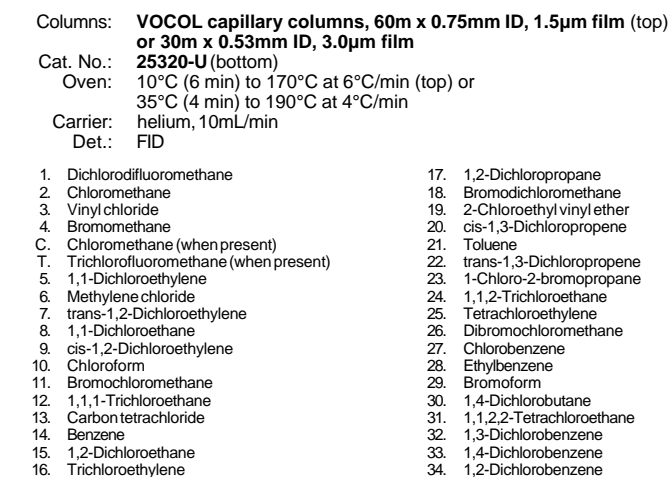 Columns: VOCOL capillary columns, 60m x 0.75mm ID, 1.5µm film (top)
or 30m x 0.53mm ID, 3.0µm film
Cat. No.: 25320-U (bottom)
Oven: 10°C (6 min) to 170°C at 6°C/min (top) or
35°C (4 min) to 190°C at 4°C/min
Carrier: helium, 10mL/min
Det.: FID
1. Dichlorodifluoromethane
2. Chloromethane
3. Vinyl chloride
4. Bromomethane
C. Chloromethane (when present)
T. Trichlorofluoromethane (when present)
5. 1,1-Dichloroethylene
6. Methylene chloride
7. trans-1,2-Dichloroethylene
8. 1,1-Dichloroethane
9. cis-1,2-Dichloroethylene
10. Chloroform
11. Bromochloromethane
12. 1,1,1-Trichloroethane
13. Carbon tetrachloride
14. Benzene
15. 1,2-Dichloroethane
16. Trichloroethylene
17. 1,2-Dichloropropane
18. Bromodichloromethane
19. 2-Chloroethyl vinyl ether
20. cis-1,3-Dichloropropene
21. Toluene
22. trans-1,3-Dichloropropene
23. 1-Chloro-2-bromopropane
24. 1,1,2-Trichloroethane
25. Tetrachloroethylene
26. Dibromochloromethane
27. Chlorobenzene
28. Ethylbenzene
29. Bromoform
30. 1,4-Dichlorobutane
31. 1,1,2,2-Tetrachloroethane
32. 1,3-Dichlorobenzene
33. 1,4-Dichlorobenzene
34. 1,2-Dichlorobenzene